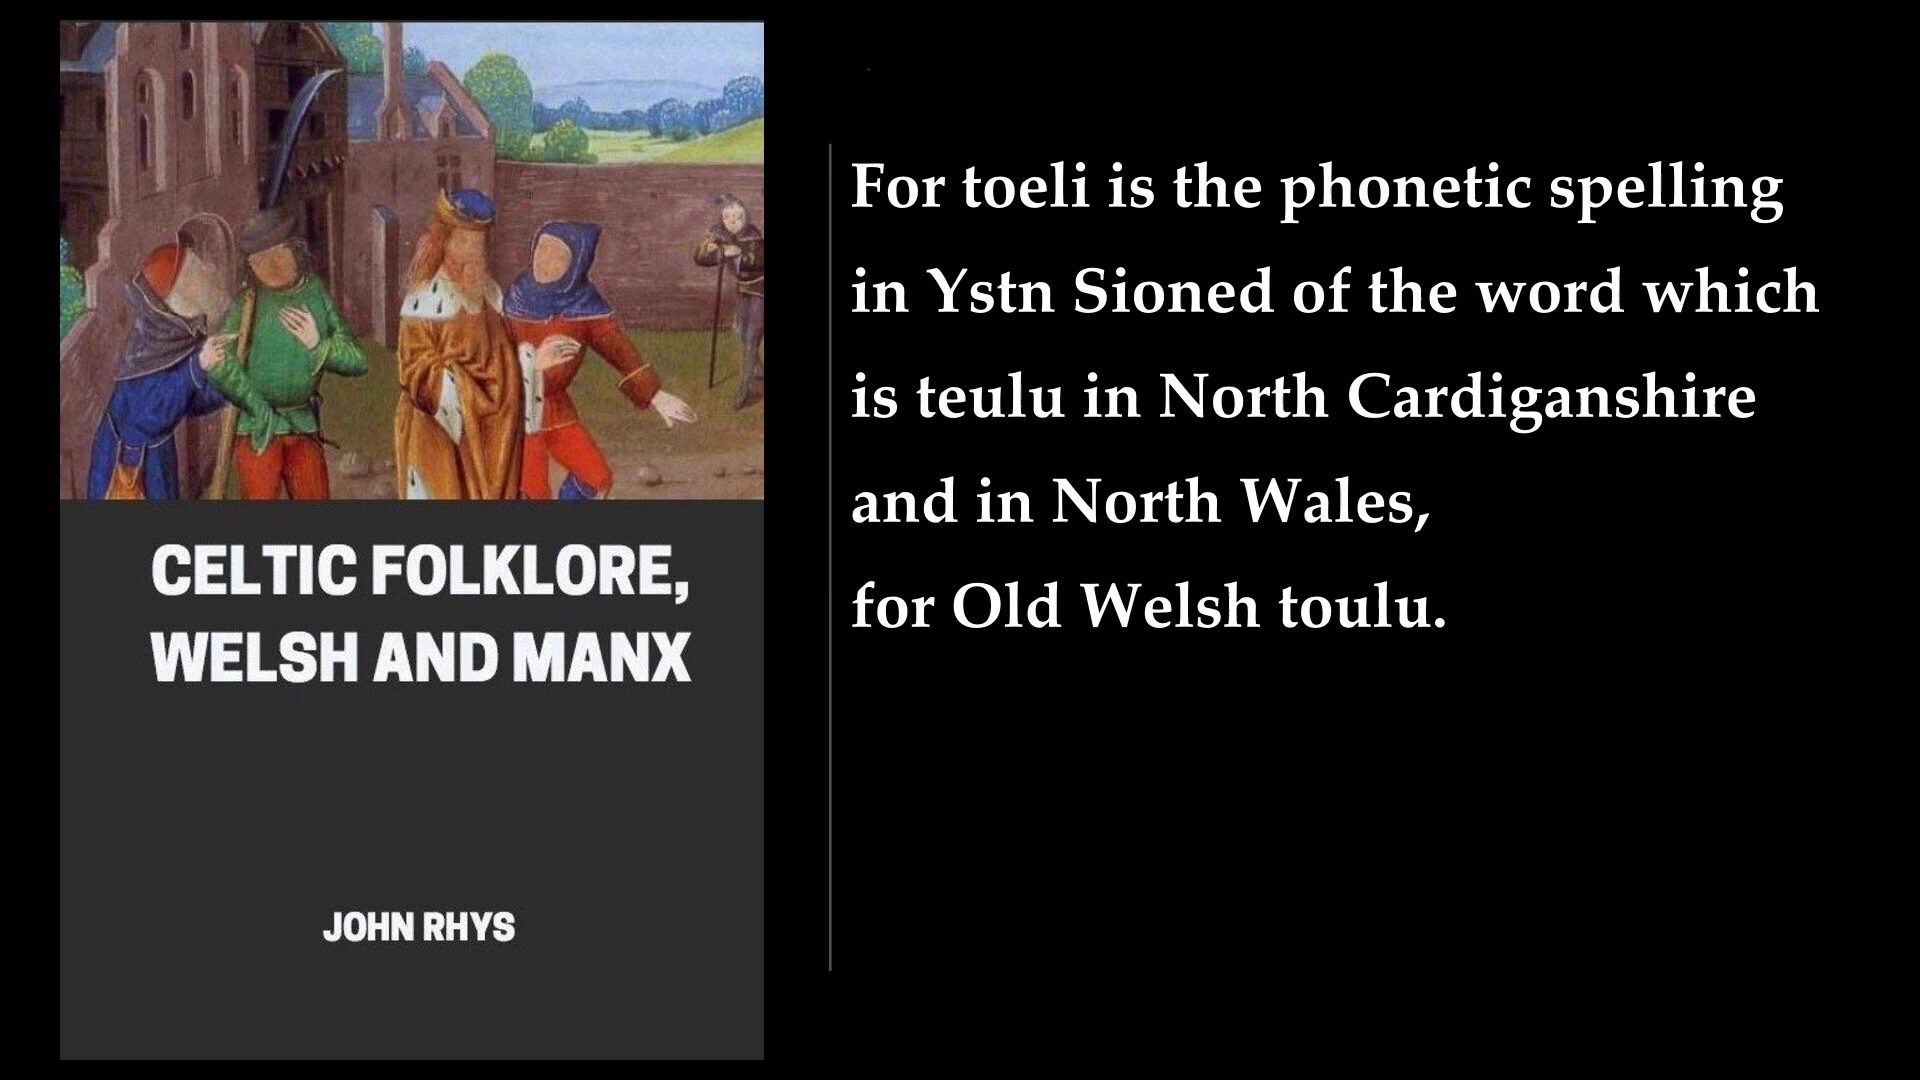 CELTIC FOLKLORE,
WELSH AND MANX
JOHN RHYS
For toeli is the phonetic spelling
in Ystn Sioned of the word which
is teulu in North Cardiganshire
and in North Wales,
for Old Welsh toulu.